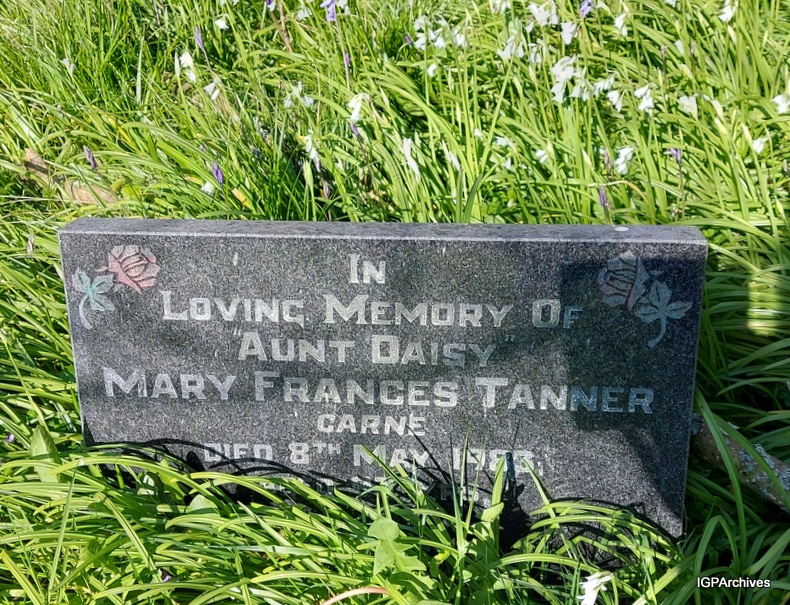 In
Loving Memory Of
"Aunt Daisy"
Mary Frances Tanner
Carne
Died 8th May
IGPArchives